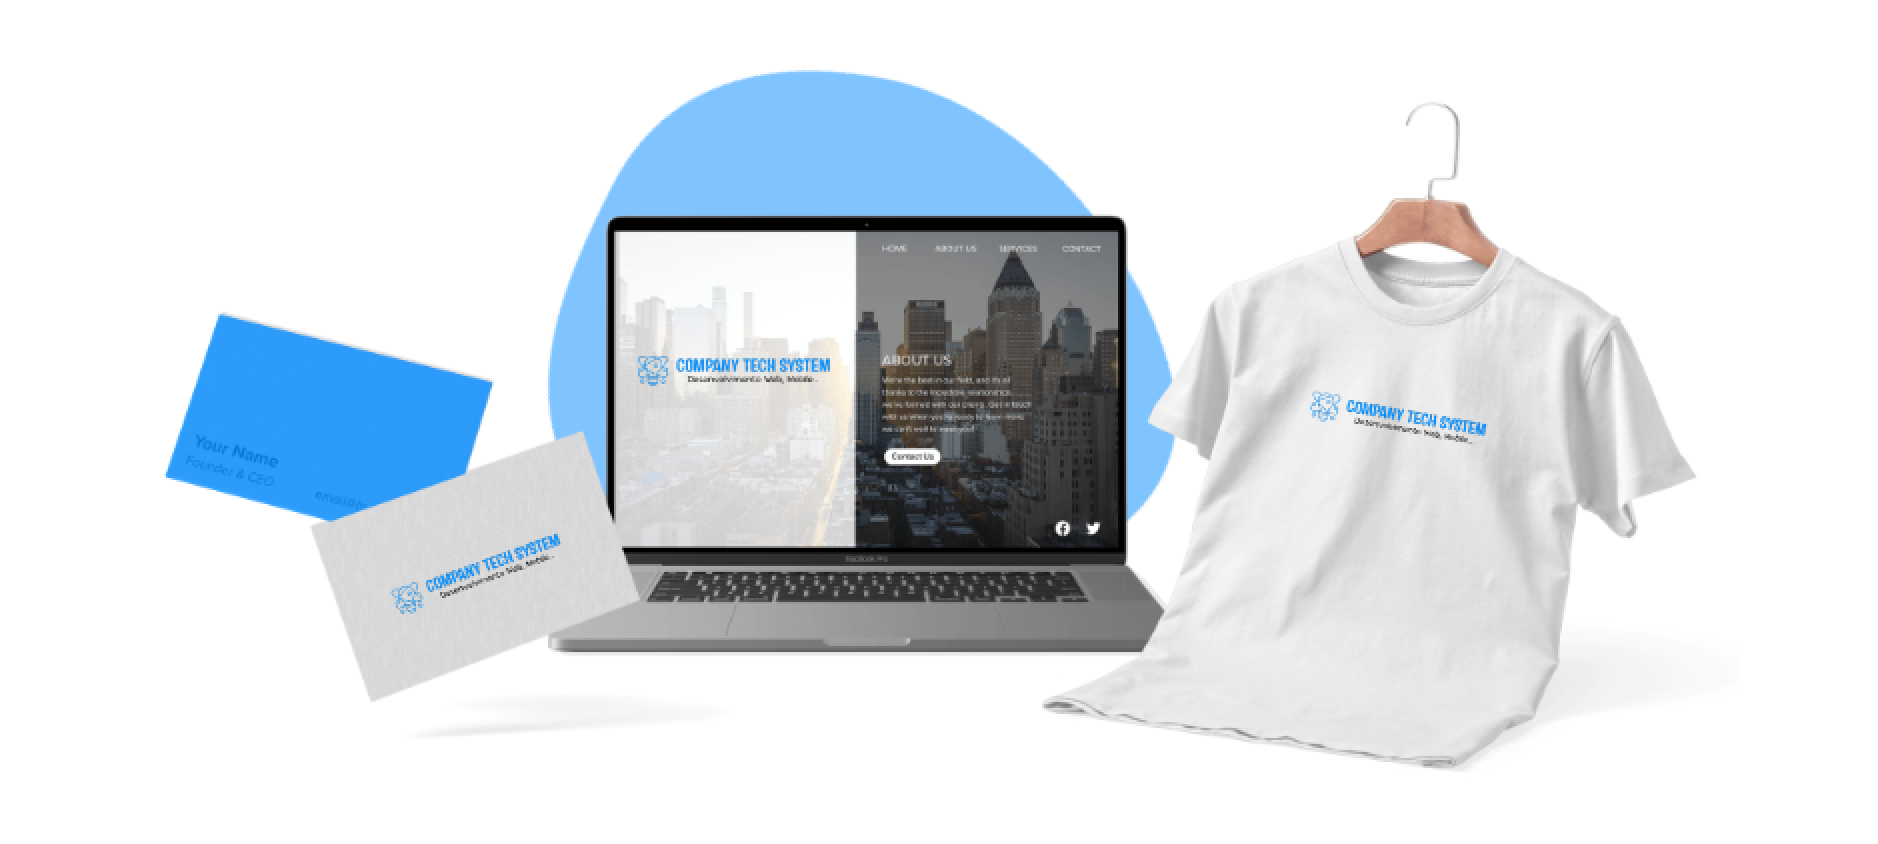 Your Name
Founder & CEO
COMPANY TECH SYSTEM
Desenvolvimento Web, Mobile...
HOME ABOUT US SERVICES CONTACT
COMPANY TECH SYSTEM
Desenvolvimento Web, Mobile...
ABOUT US
We're the best in our field, and it's all
thanks to the incredible relationships
we've formed with our clients. Get in touch
with us when you're ready to learn more;
we can't wait to meet you!
Contact Us
MacBook Pro
COMPANY TECH SYSTEM
Desenvolvimento Web, Mobile...